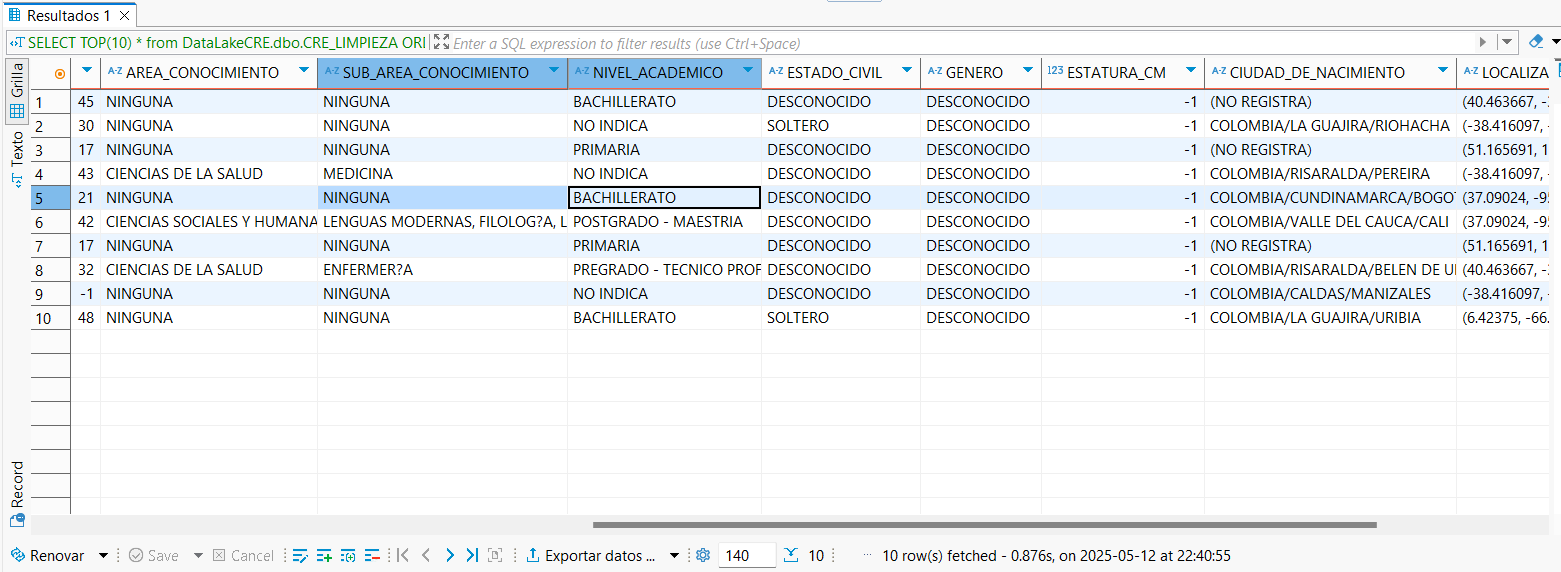 Resultados 1
SELECT TOP(10) * from DataLakeCRE.dbo.CRE_LIMPIEZA ORI Enter a SQL expression to filter results (use Ctrl+Space)
Grilla
Texto
Record
AREA_CONOCIMIENTO SUB_AREA_CONOCIMIENTO NIVEL_ACADEMICO ESTADO_CIVIL GENERO 123 ESTATURA_CM CIUDAD_DE_NACIMIENTO LOCALIZA
1 45 NINGUNA NINGUNA BACHILLERATO DESCONOCIDO DESCONOCIDO -1 (NO REGISTRA) (40.463667, -
2 30 NINGUNA NINGUNA NO INDICA SOLTERO DESCONOCIDO -1 COLOMBIA/LA GUAJIRA/RIOHACHA (-38.416097, -
3 17 NINGUNA NINGUNA PRIMARIA DESCONOCIDO DESCONOCIDO -1 (NO REGISTRA) (51.165691, 1
4 43 CIENCIAS DE LA SALUD MEDICINA NO INDICA DESCONOCIDO DESCONOCIDO -1 COLOMBIA/RISARALDA/PEREIRA (-38.416097, -
5 21 NINGUNA NINGUNA BACHILLERATO DESCONOCIDO DESCONOCIDO -1 COLOMBIA/CUNDINAMARCA/BOGO (37.09024, -95
6 42 CIENCIAS SOCIALES Y HUMANA LENGUAS MODERNAS, FILOLOG?A, L POSTGRADO - MAESTRIA DESCONOCIDO DESCONOCIDO -1 COLOMBIA/VALLE DEL CAUCA/CALI (37.09024, -95
7 17 NINGUNA NINGUNA PRIMARIA DESCONOCIDO DESCONOCIDO -1 (NO REGISTRA) (51.165691, 1
8 32 CIENCIAS DE LA SALUD ENFERMER?A PREGRADO - TECNICO PROF DESCONOCIDO DESCONOCIDO -1 COLOMBIA/RISARALDA/BELEN DE U (40.463667, -
9 -1 NINGUNA NINGUNA NO INDICA DESCONOCIDO DESCONOCIDO -1 COLOMBIA/CALDAS/MANIZALES (-38.416097, -
10 48 NINGUNA NINGUNA BACHILLERATO SOLTERO DESCONOCIDO -1 COLOMBIA/LA GUAJIRA/URIBIA (6.42375, -66.
Renovar Save Cancel Exportar datos ... 140 10 10 row(s) fetched - 0.876s, on 2025-05-12 at 22:40:55